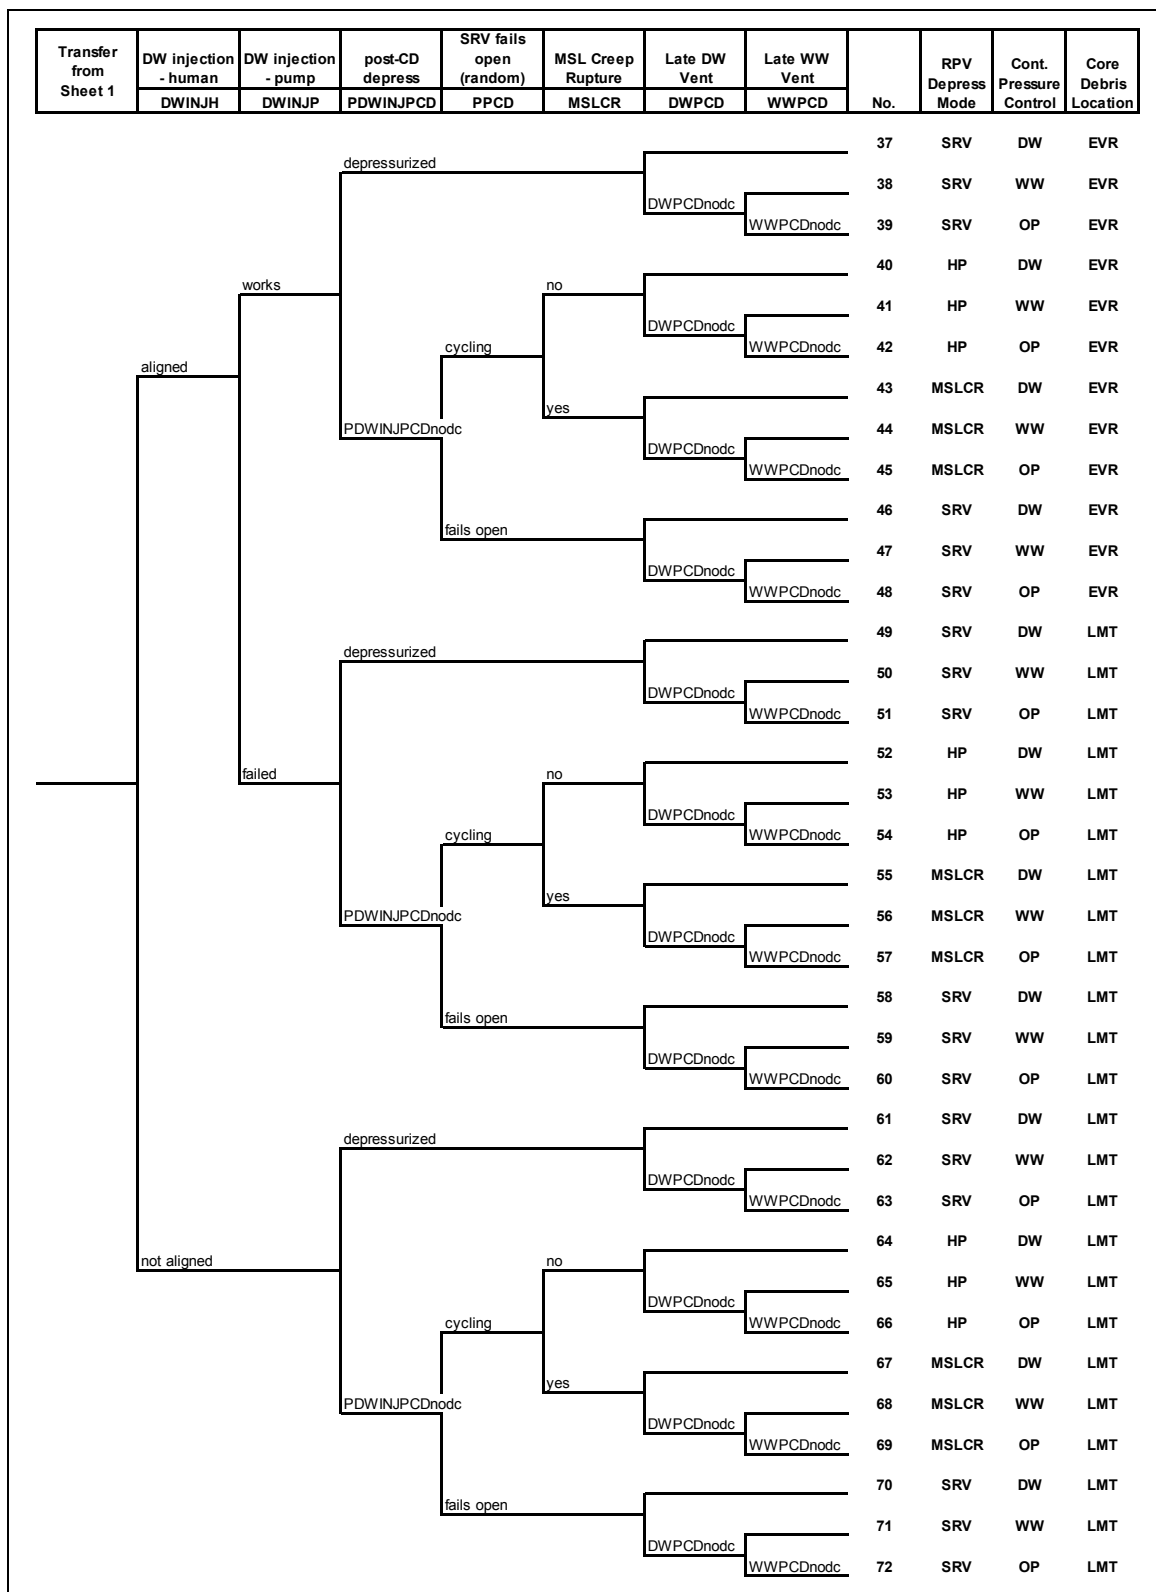 Transfer from Sheet 1
DW injection - human
DW injection - pump
post-CD depress
SRV fails open (random)
MSL Creep Rupture
Late DW Vent
Late WW Vent
No.
RPV Depress Mode
Cont. Pressure Control
Core Debris Location
DWINJH DWINJP PDWINJPCD PPCD MSLCR DWPCD WWPCD
37 SRV DW EVR
depressurized
38 SRV WW EVR
DWPCDnodc
WWPCDnodc 39 SRV OP EVR
40 HP DW EVR
works no
41 HP WW EVR
DWPCDnodc
cycling WWPCDnodc 42 HP OP EVR
aligned
43 MSLCR DW EVR
yes
PDWINJPCDnodc 44 MSLCR WW EVR
DWPCDnodc
WWPCDnodc 45 MSLCR OP EVR
46 SRV DW EVR
fails open
47 SRV WW EVR
DWPCDnodc
WWPCDnodc 48 SRV OP EVR
49 SRV DW LMT
depressurized
50 SRV WW LMT
DWPCDnodc
WWPCDnodc 51 SRV OP LMT
52 HP DW LMT
failed no
53 HP WW LMT
DWPCDnodc
cycling WWPCDnodc 54 HP OP LMT
55 MSLCR DW LMT
yes
PDWINJPCDnodc 56 MSLCR WW LMT
DWPCDnodc
WWPCDnodc 57 MSLCR OP LMT
58 SRV DW LMT
fails open
59 SRV WW LMT
DWPCDnodc
WWPCDnodc 60 SRV OP LMT
61 SRV DW LMT
depressurized
62 SRV WW LMT
DWPCDnodc
WWPCDnodc 63 SRV OP LMT
64 HP DW LMT
not aligned no
65 HP WW LMT
DWPCDnodc
cycling WWPCDnodc 66 HP OP LMT
67 MSLCR DW LMT
yes
PDWINJPCDnodc 68 MSLCR WW LMT
DWPCDnodc
WWPCDnodc 69 MSLCR OP LMT
70 SRV DW LMT
fails open
71 SRV WW LMT
DWPCDnodc
WWPCDnodc 72 SRV OP LMT